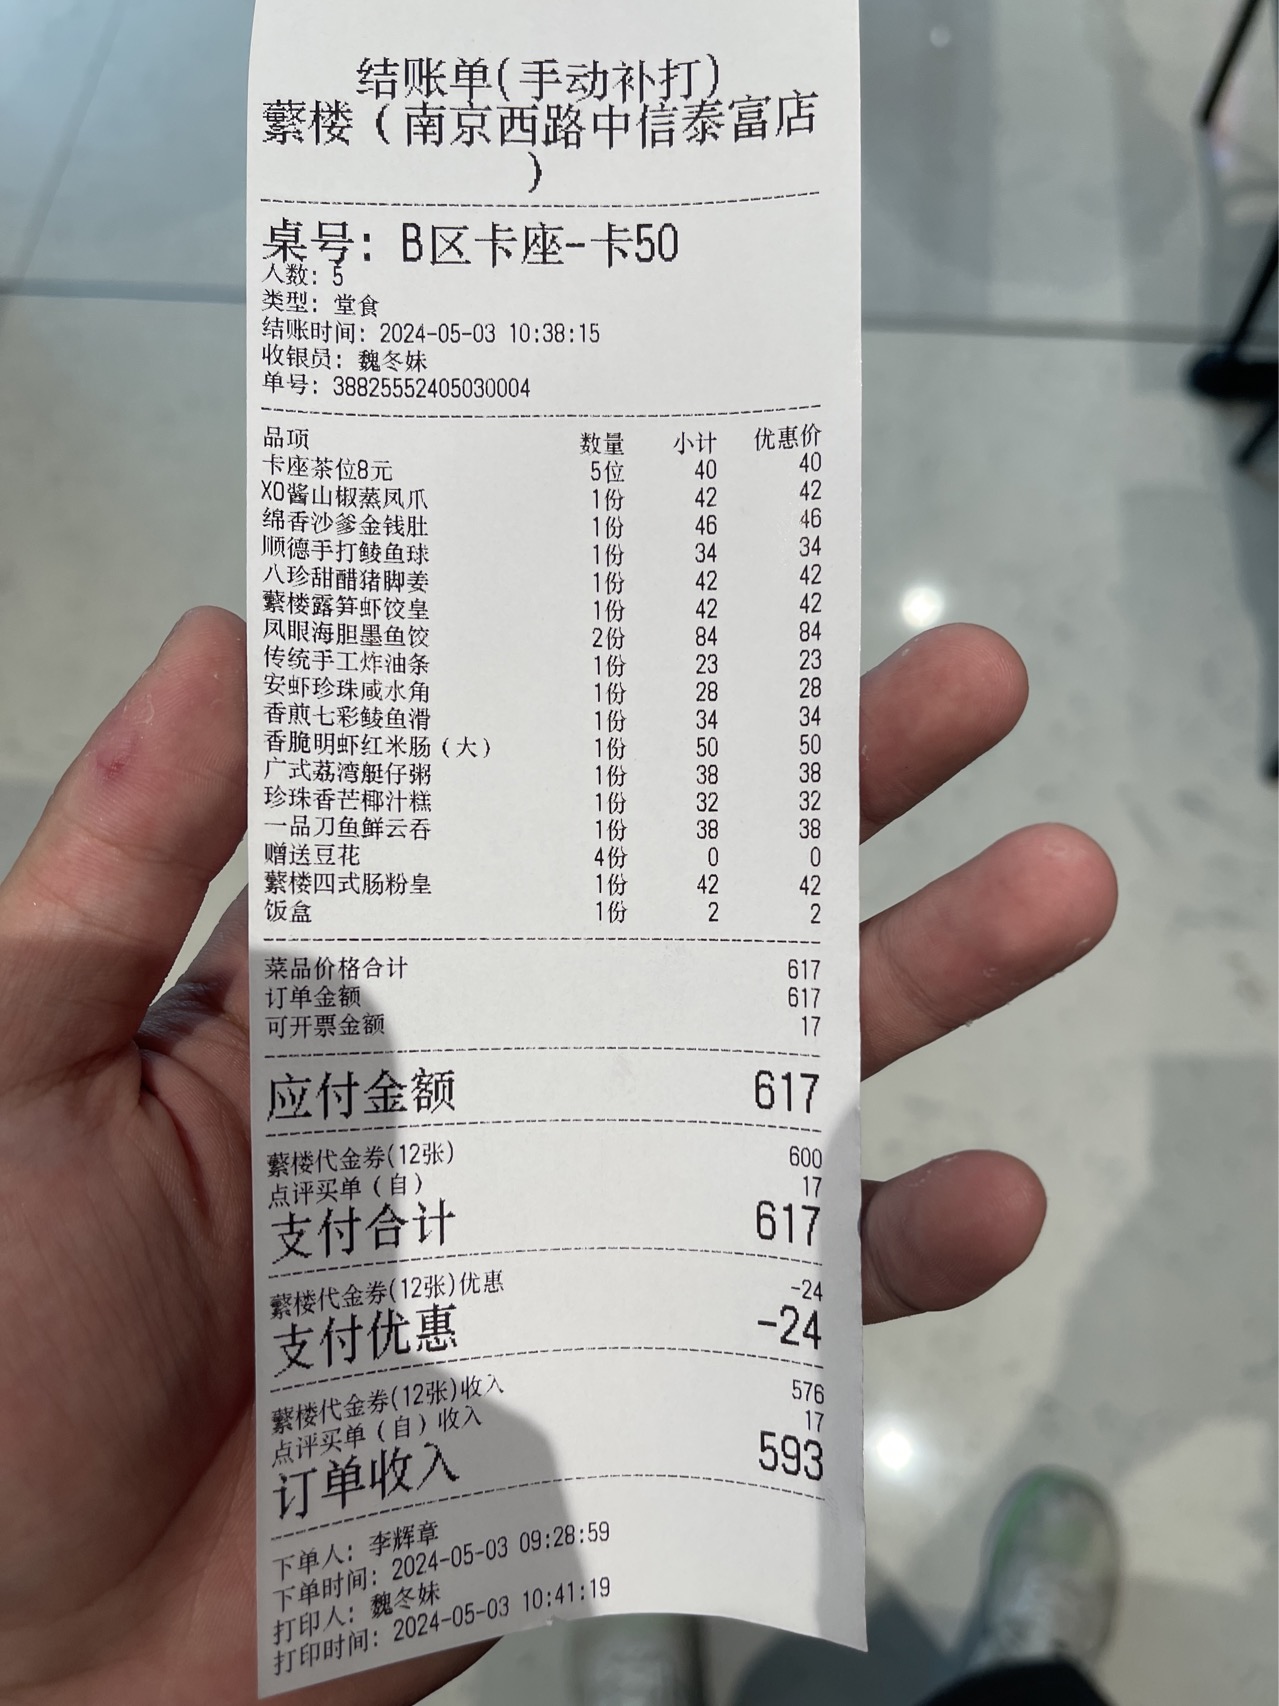 结账单(手动补打)
蘩楼（南京西路中信泰富店
）
桌号: B区卡座-卡50
人数: 5
类型: 堂食
结账时间: 2024-05-03 10:38:15
收银员: 魏冬妹
单号: 38825552405030004
品项 数量 小计 优惠价
卡座茶位8元 5位 40 40
XO酱山椒蒸凤爪 1份 42 42
绵香沙爹金钱肚 1份 46 46
顺德手打鲮鱼球 1份 34 34
八珍甜醋猪脚姜 1份 42 42
蘩楼露笋虾饺皇 1份 42 42
凤眼海胆墨鱼饺 2份 84 84
传统手工炸油条 1份 23 23
安虾珍珠咸水角 1份 28 28
香煎七彩鲮鱼滑 1份 34 34
香脆明虾红米肠（大） 1份 50 50
广式荔湾艇仔粥 1份 38 38
珍珠香芒椰汁糕 1份 32 32
一品刀鱼鲜云吞 1份 38 38
赠送豆花 4份 0 0
蘩楼四式肠粉皇 1份 42 42
饭盒 1份 2 2
菜品价格合计 617
订单金额 617
可开票金额 17
应付金额 617
蘩楼代金券(12张) 600
点评买单（自） 17
支付合计 617
蘩楼代金券(12张)优惠 -24
支付优惠 -24
蘩楼代金券(12张)收入 576
点评买单（自）收入 17
订单收入 593
下单人: 李辉章
下单时间: 2024-05-03 09:28:59
打印人: 魏冬妹
打印时间: 2024-05-03 10:41:19